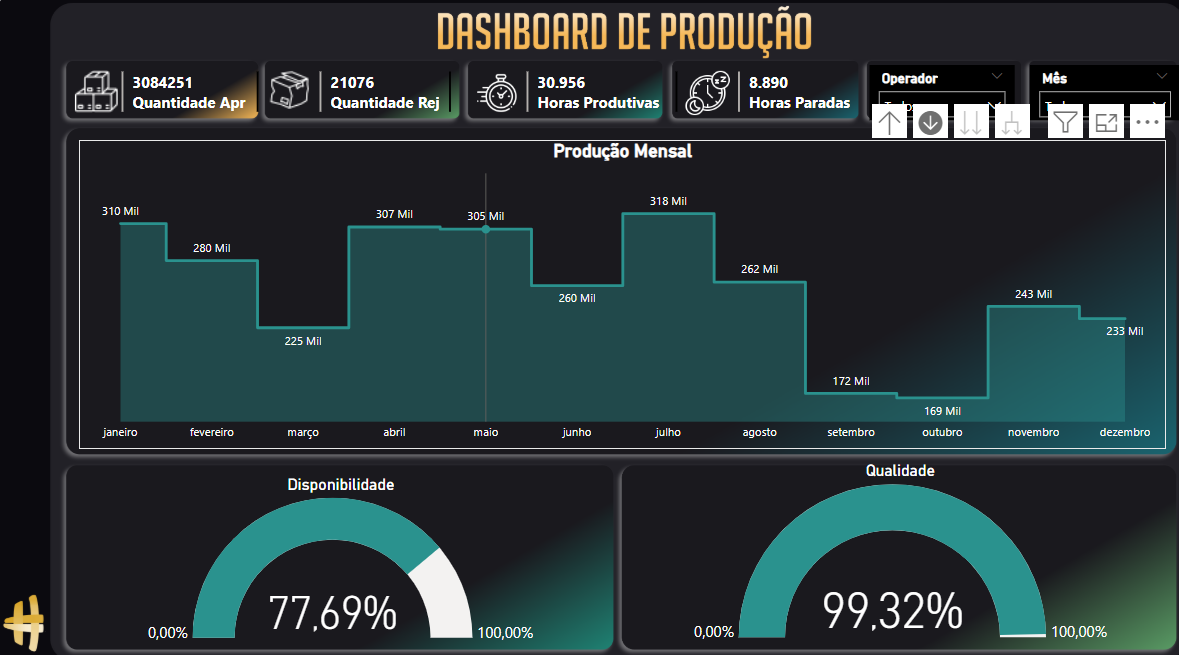 DASHBOARD DE PRODUÇÃO
3084251
Quantidade Apr
21076
Quantidade Rej
30.956
Horas Produtivas
8.890
Horas Paradas
Operador
Mês
Produção Mensal
310 Mil
280 Mil
225 Mil
307 Mil
305 Mil
260 Mil
318 Mil
262 Mil
172 Mil
169 Mil
243 Mil
233 Mil
janeiro fevereiro março abril maio junho julho agosto setembro outubro novembro dezembro
Disponibilidade
77,69%
0,00% 100,00%
Qualidade
99,32%
0,00% 100,00%